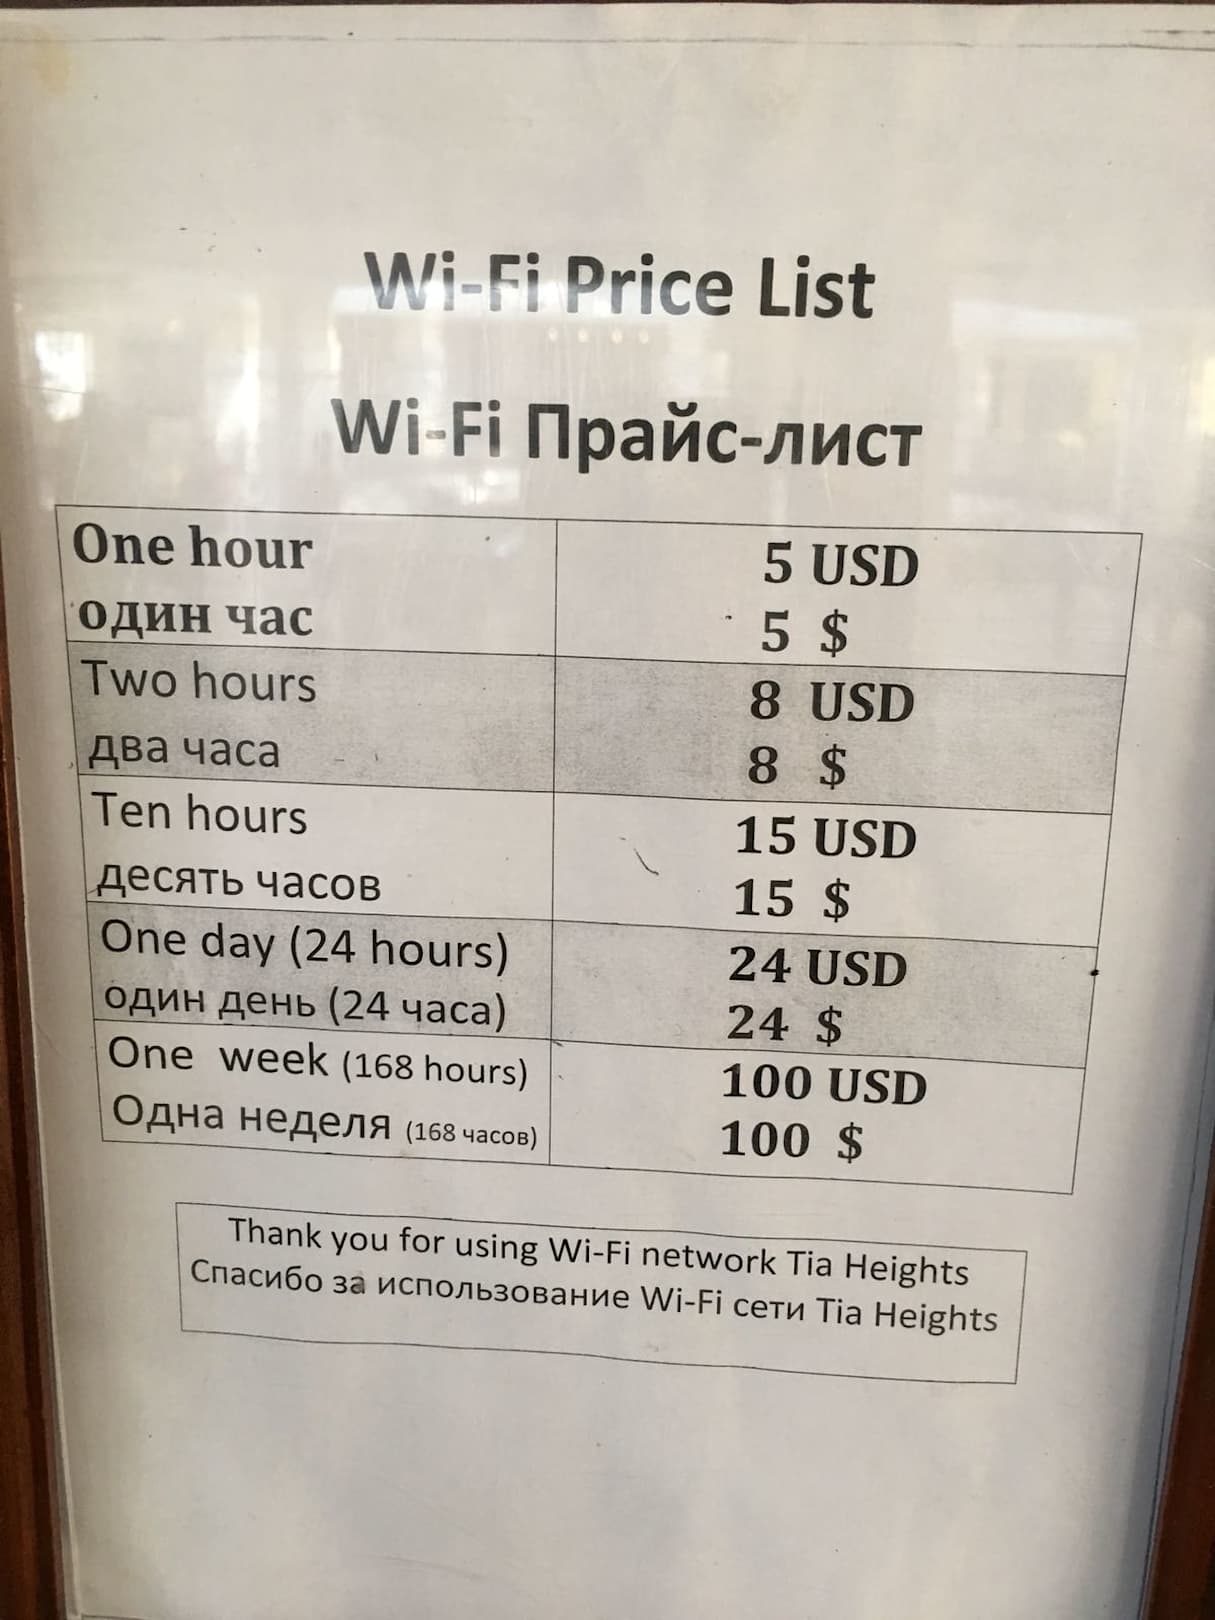 Wi-Fi Price List
Wi-Fi Прайс-лист
One hour
один час
5 USD
5 $
Two hours
два часа
8 USD
8 $
Ten hours
десять часов
15 USD
15 $
One day (24 hours)
один день (24 часа)
24 USD
24 $
One week (168 hours)
Одна неделя (168 часов)
100 USD
100 $
Thank you for using Wi-Fi network Tia Heights
Спасибо за использование Wi-Fi сети Tia Heights